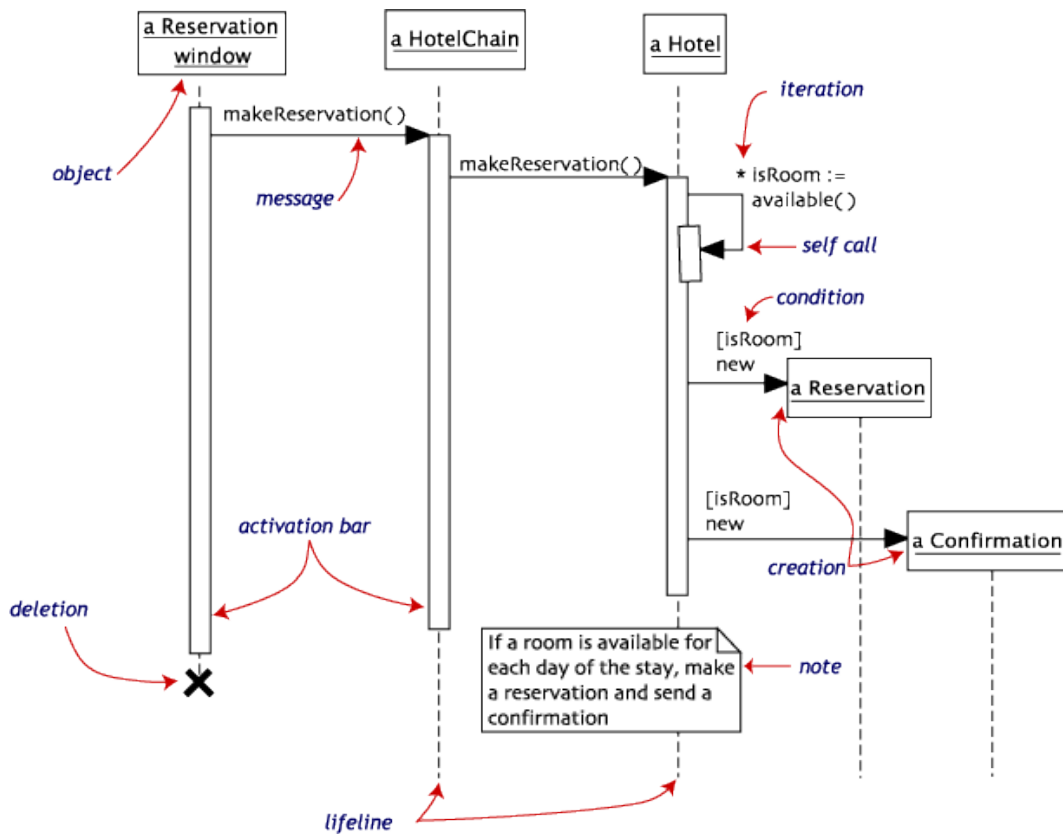 a Reservation
window
a HotelChain
a Hotel
iteration
makeReservation()
object
message
makeReservation()
* isRoom :=
available()
self call
condition
[isRoom]
new
a Reservation
[isRoom]
new
activation bar
a Confirmation
creation
deletion
If a room is available for
each day of the stay, make
a reservation and send a
confirmation
note
lifeline